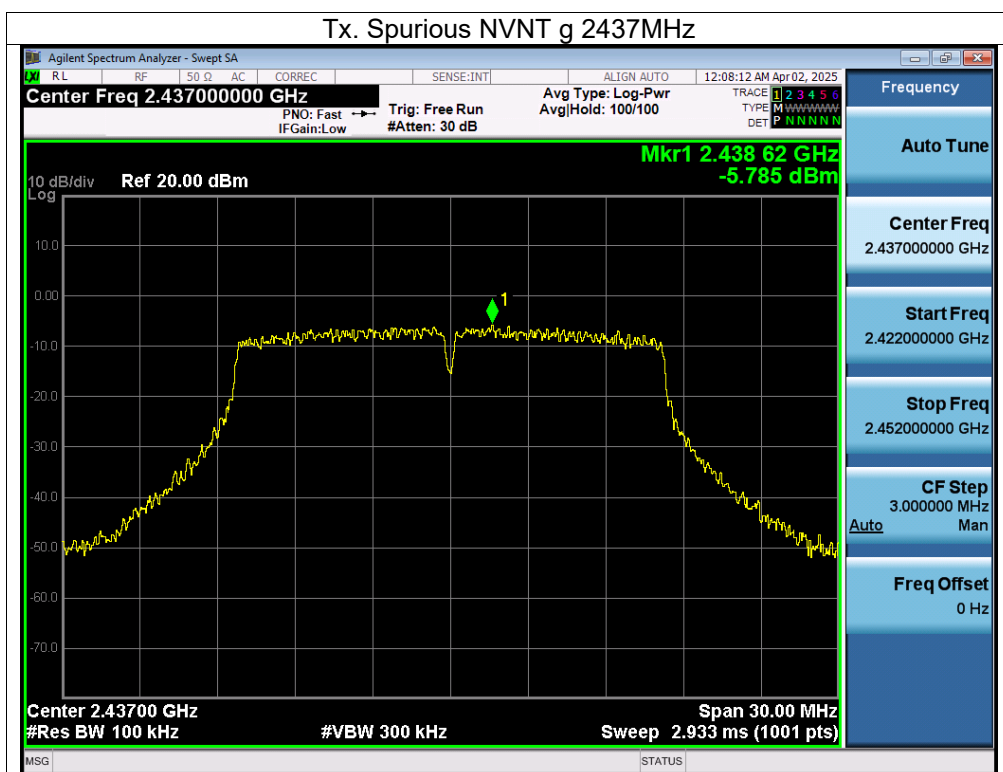 Tx. Spurious NVNT g 2437MHz
Agilent Spectrum Analyzer - Swept SA
LXI RL RF 50 Ω AC CORREC SENSE:INT ALIGN AUTO 12:08:12 AM Apr 02, 2025
Center Freq 2.437000000 GHz
PNO: Fast
IFGain:Low
Trig: Free Run
#Atten: 30 dB
Avg Type: Log-Pwr
Avg|Hold: 100/100
TRACE 1 2 3 4 5 6
TYPE M WWWWW
DET P N N N N N
Mkr1 2.438 62 GHz
-5.785 dBm
10 dB/div Ref 20.00 dBm
Log
10.0
0.00
1
-10.0
-20.0
-30.0
-40.0
-50.0
-60.0
-70.0
Center 2.43700 GHz Span 30.00 MHz
#Res BW 100 kHz #VBW 300 kHz Sweep 2.933 ms (1001 pts)
MSG STATUS
Frequency
Auto Tune
Center Freq
2.437000000 GHz
Start Freq
2.422000000 GHz
Stop Freq
2.452000000 GHz
CF Step
3.000000 MHz
Auto Man
Freq Offset
0 Hz